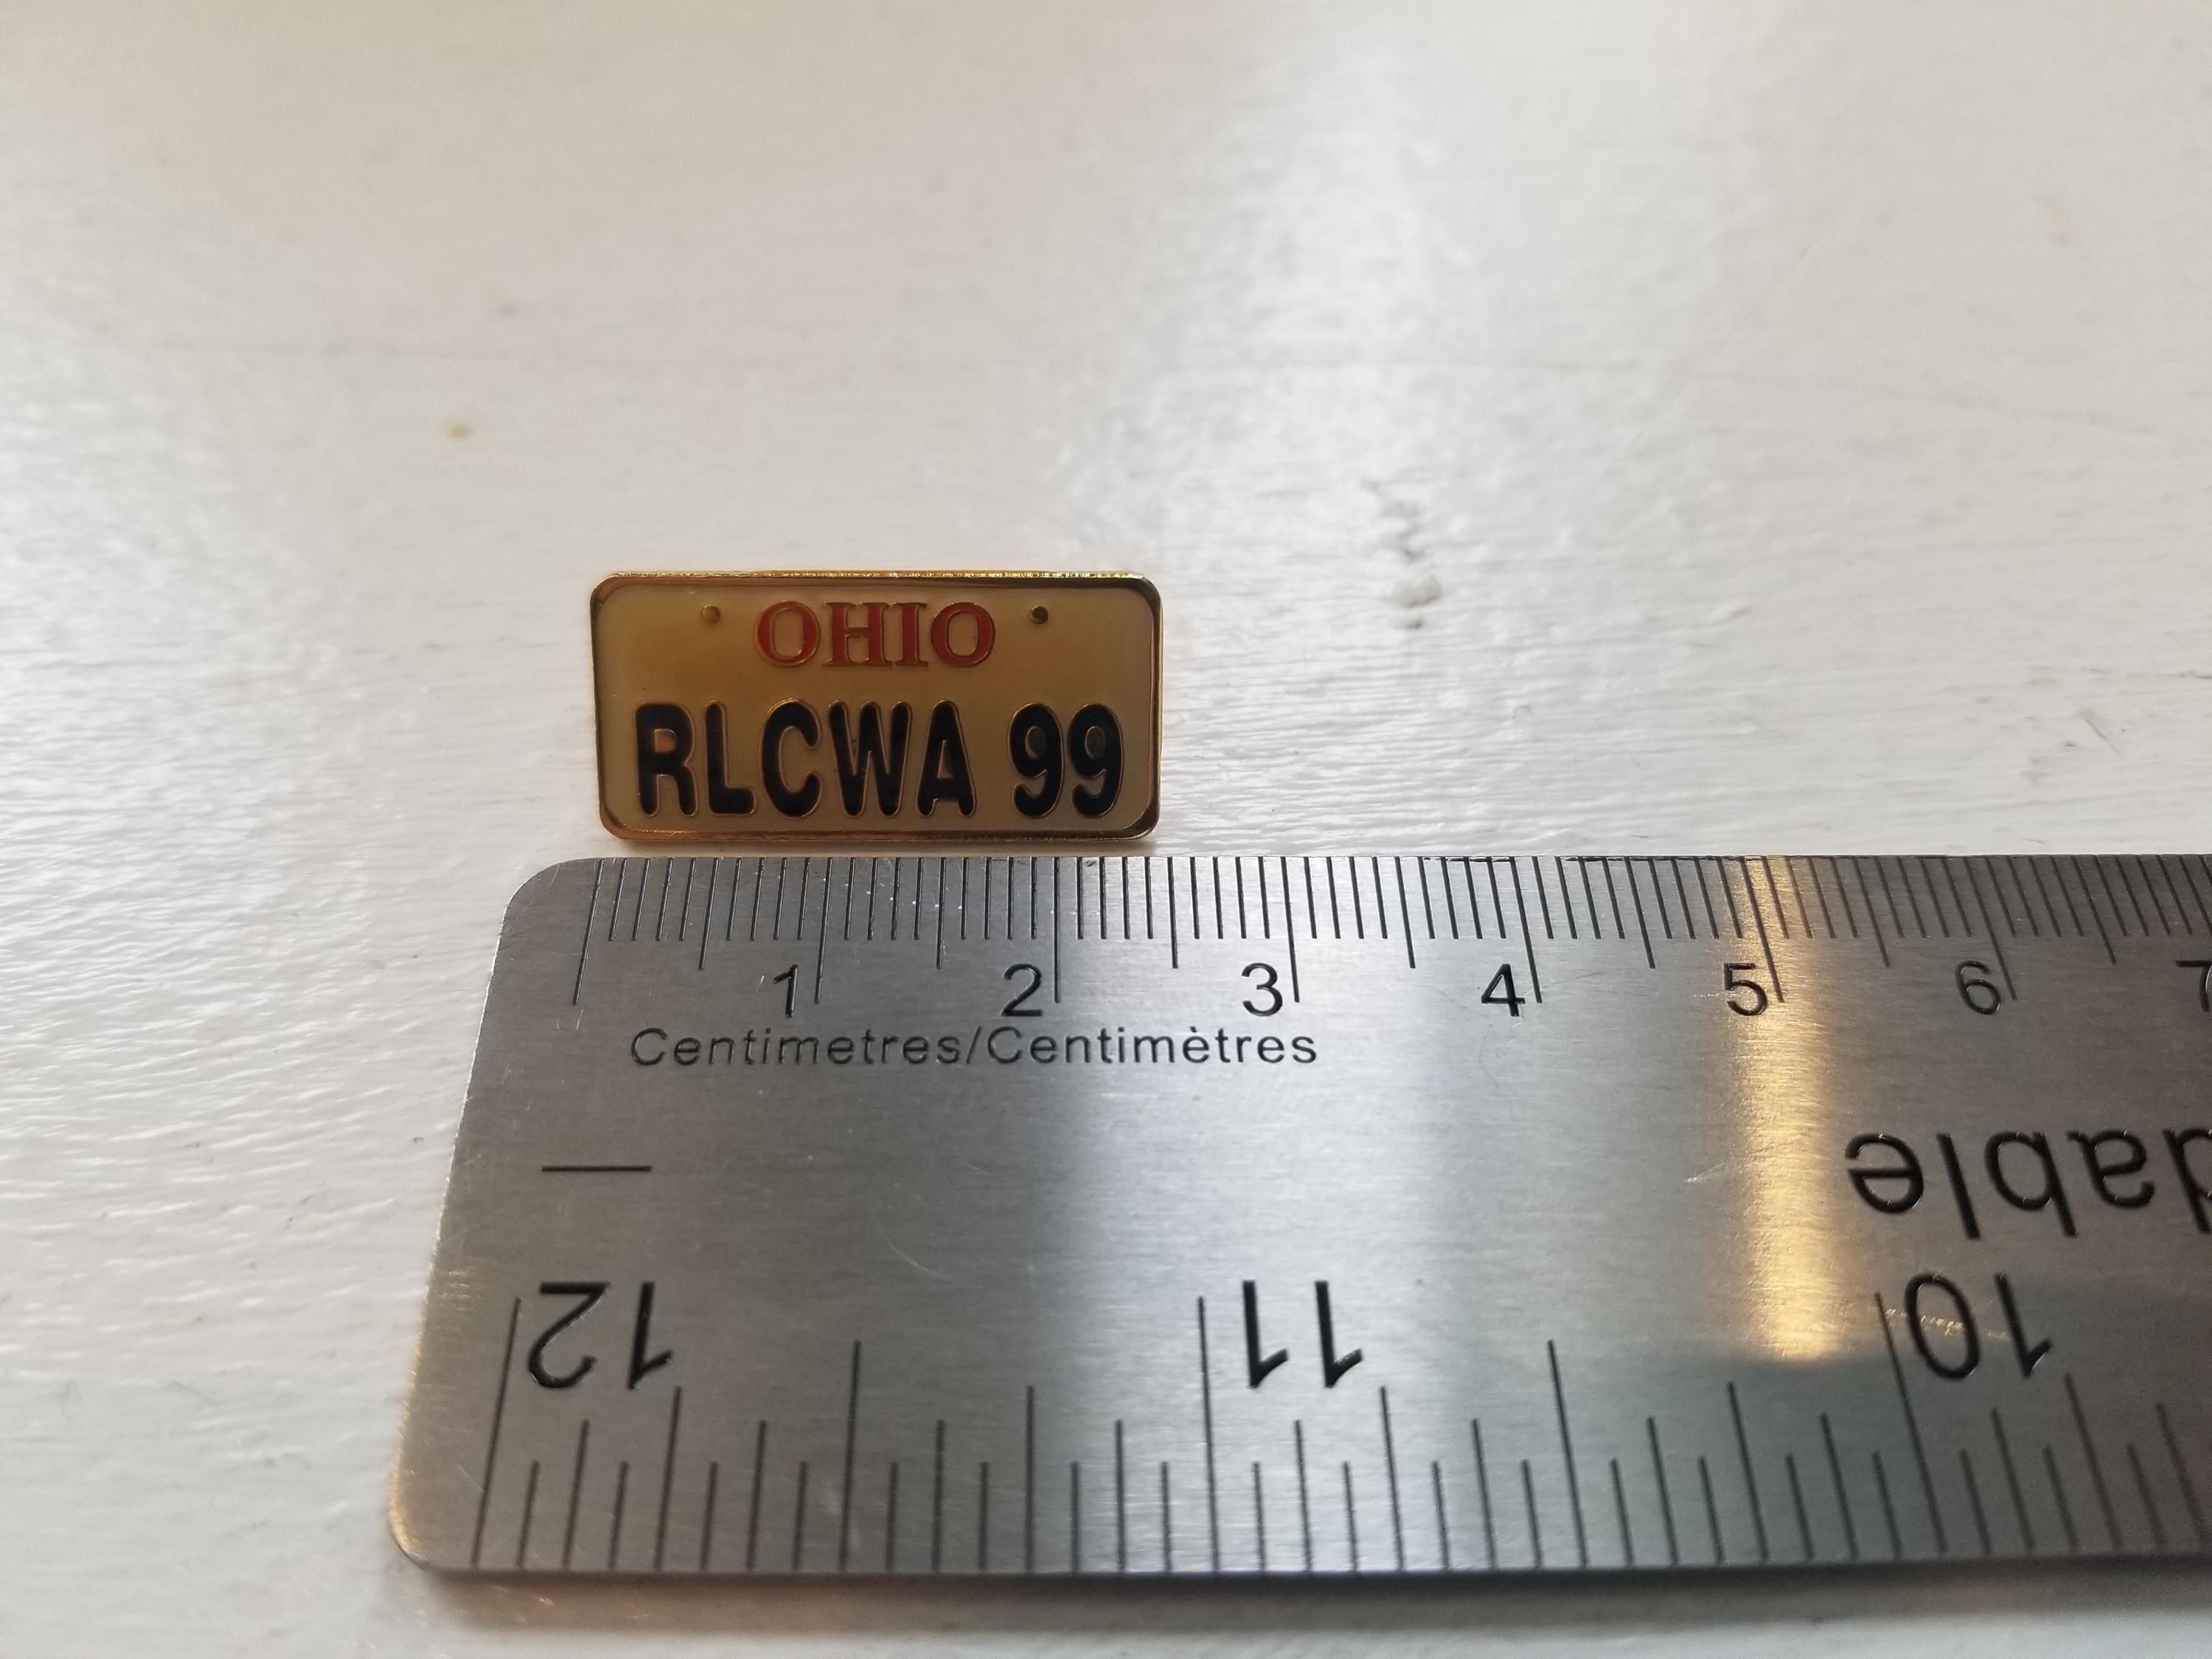 OHIO
RLCWA 99
1 2 3 4 5 6
Centimetres/Centimètres
dable
12 11 10